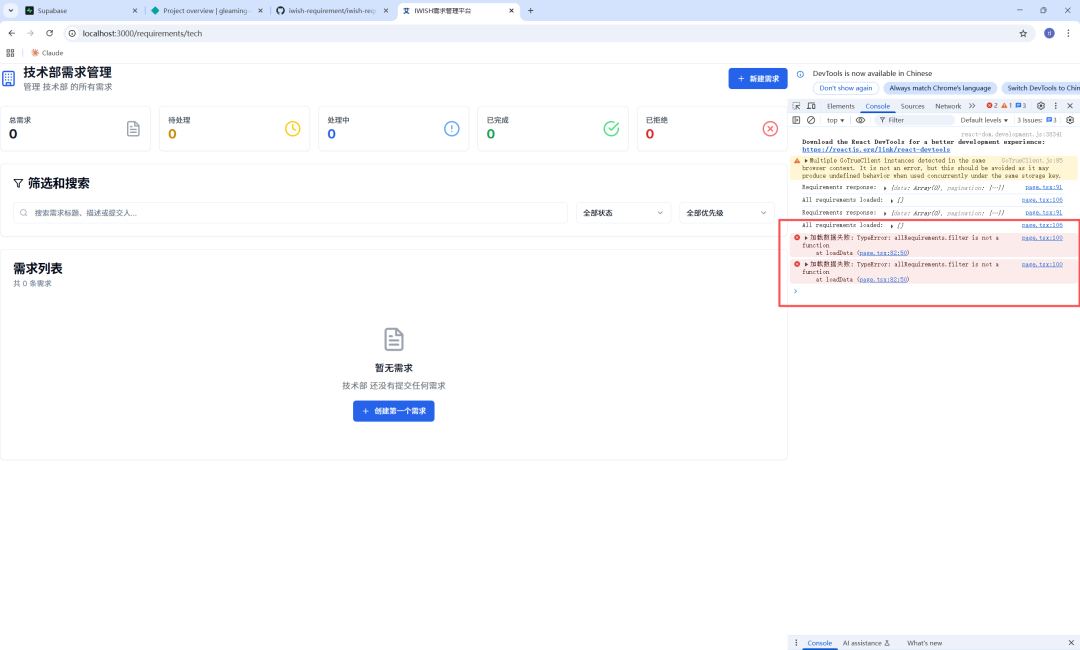 Supabase
Project overview | gleaming
iwish-requirement/iwish-req
IWISH需求管理平台
localhost:3000/requirements/tech
Claude
技术部需求管理
管理 技术部 的所有需求
新建需求
总需求
0
待处理
0
处理中
0
已完成
0
已拒绝
0
筛选和搜索
搜索需求标题、描述或提交人...
全部状态
全部优先级
需求列表
共 0 条需求
暂无需求
技术部 还没有提交任何需求
创建第一个需求
DevTools is now available in Chinese
Don't show again
Always match Chrome's language
Switch DevTools to Chin
Elements
Console
Sources
Network
2
1
3
top
Filter
Default levels
3 Issues:
3
react-dom.development.js:38341
Download the React DevTools for a better development experience:
https://reactjs.org/link/react-devtools
Multiple GoTrueClient instances detected in the same GoTrueClient.js:85
browser context. It is not an error, but this should be avoided as it may
produce undefined behavior when used concurrently under the same storage key.
Requirements response: {data: Array(0), pagination: {…}} page.tsx:91
All requirements loaded: {} page.tsx:106
Requirements response: {data: Array(0), pagination: {…}} page.tsx:91
All requirements loaded: {} page.tsx:106
加载数据失败: TypeError: allRequirements.filter is not a page.tsx:100
function
at loadData (page.tsx:82:50)
加载数据失败: TypeError: allRequirements.filter is not a page.tsx:100
function
at loadData (page.tsx:82:50)
Console
AI assistance
What's new